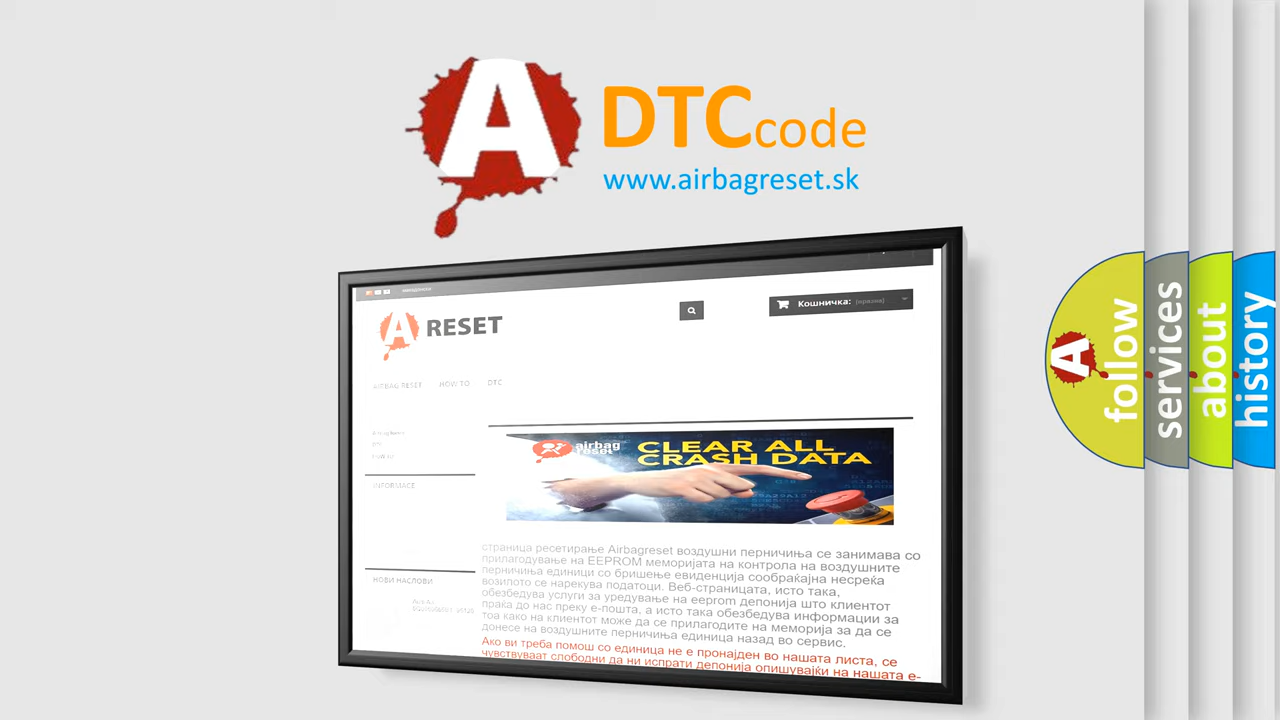 A
DTCcode
www.airbagreset.sk
Кошничка: (празна)
A RESET
AIRBAG RESET HOW TO DTC
airbag
reset
CLEAR ALL
CRASH DATA
INFORMACE
НОВИ НАСЛОВИ
страница ресетирање Airbagreset воздушни перничиња се занимава со
прилагодување на EEPROM меморијата на контрола на воздушните
перничиња единици со бришење евиденција сообраќајна несреќа
возилото се нарекува податоци. Веб-страницата, исто така,
обезбедува услуги за уредување на eeprom депонија што клиентот
праќа до нас преку е-пошта, а исто така обезбедува информации за
тоа како на клиентот може да се прилагодите на меморија за да се
донесе на воздушните перничиња единица назад во сервис.
Ако ви треба помош со единица не е пронајден во нашата листа, се
чувствуваат слободни да ни испрати депонија опишувајќи на нашата е-
A
follow
services
about
history